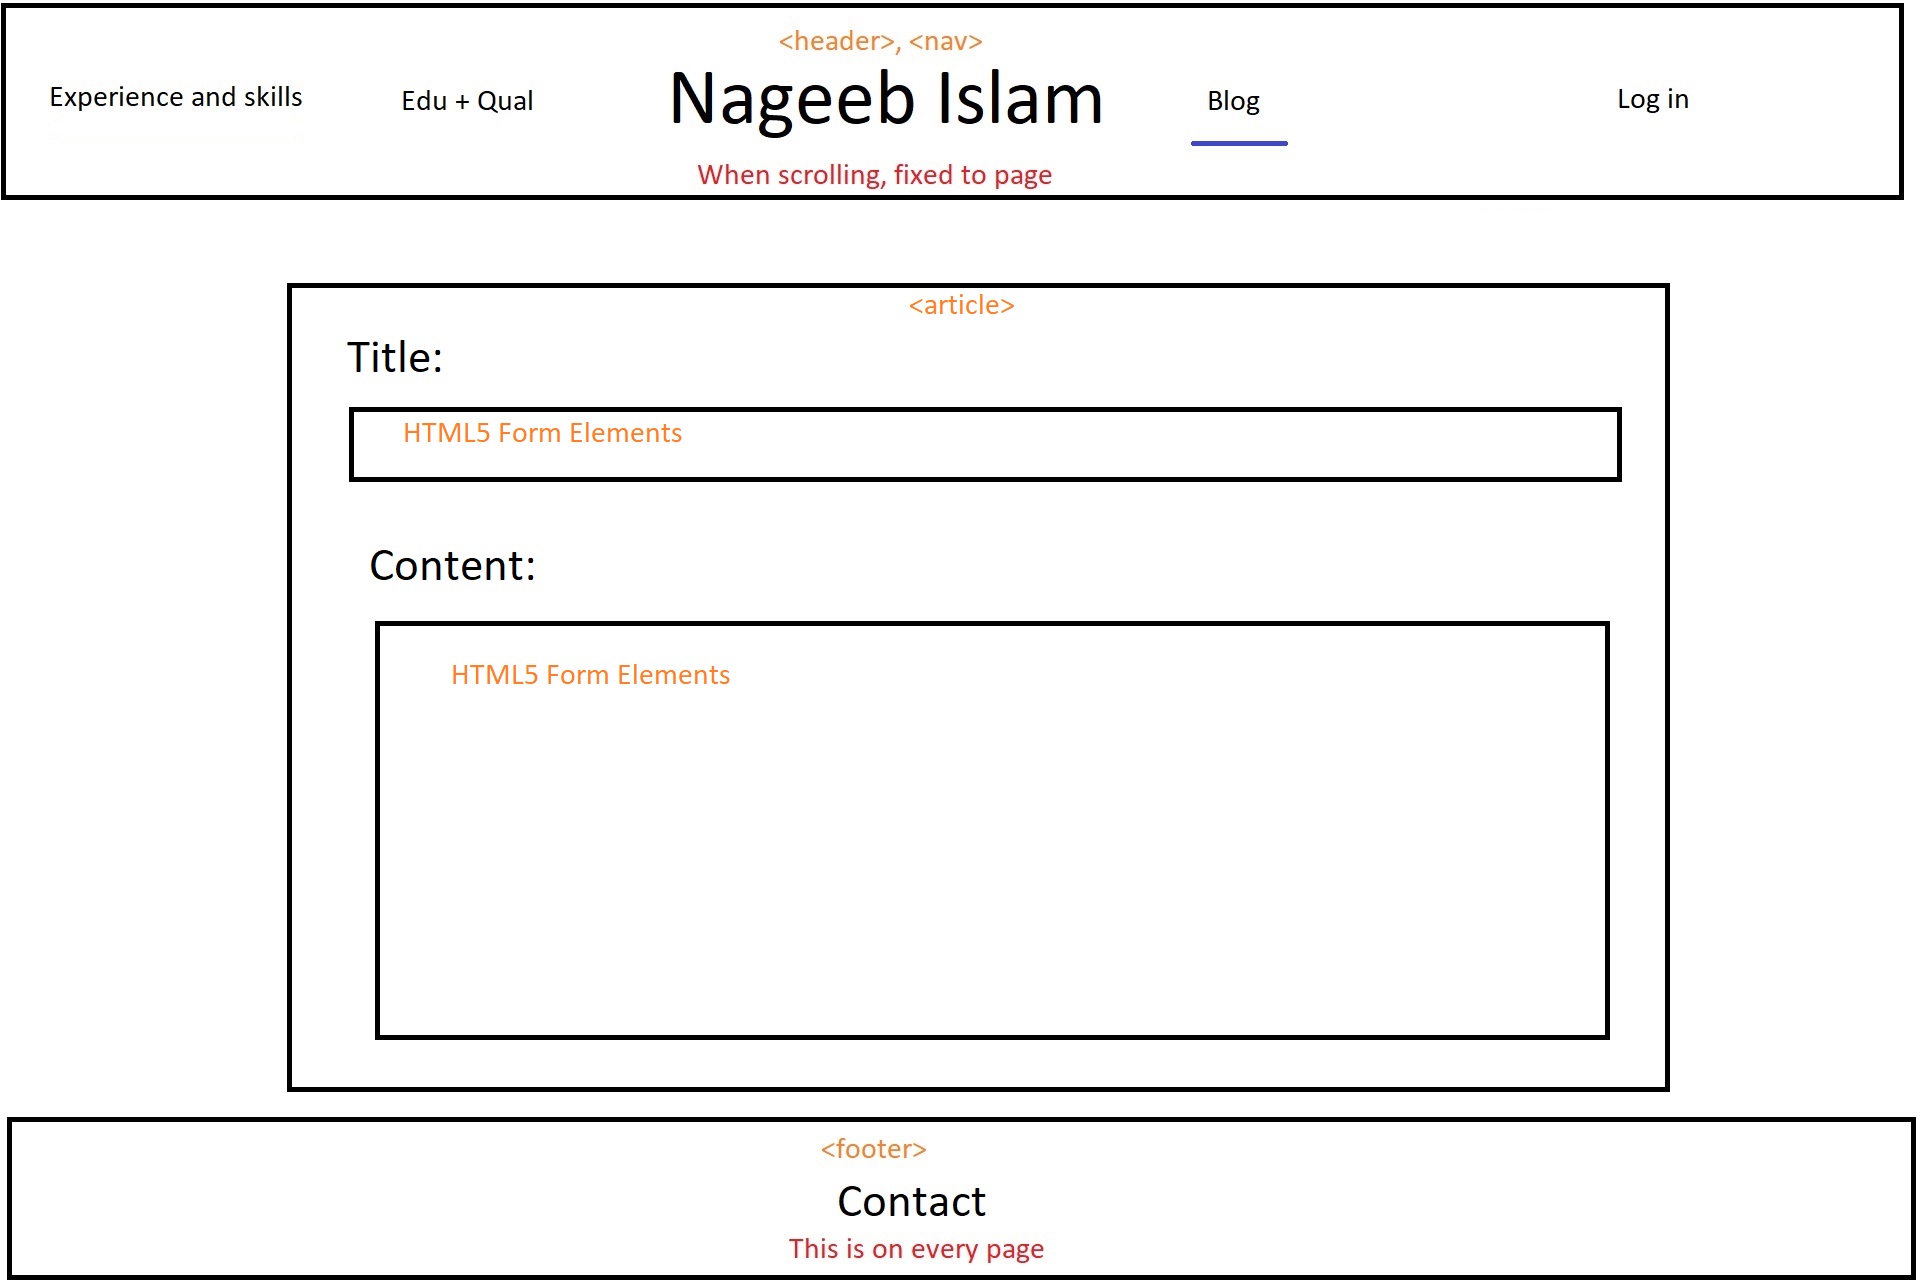 <header>, <nav>
Experience and skills
Edu + Qual
Nageeb Islam
Blog
Log in
When scrolling, fixed to page
<article>
Title:
HTML5 Form Elements
Content:
HTML5 Form Elements
<footer>
Contact
This is on every page